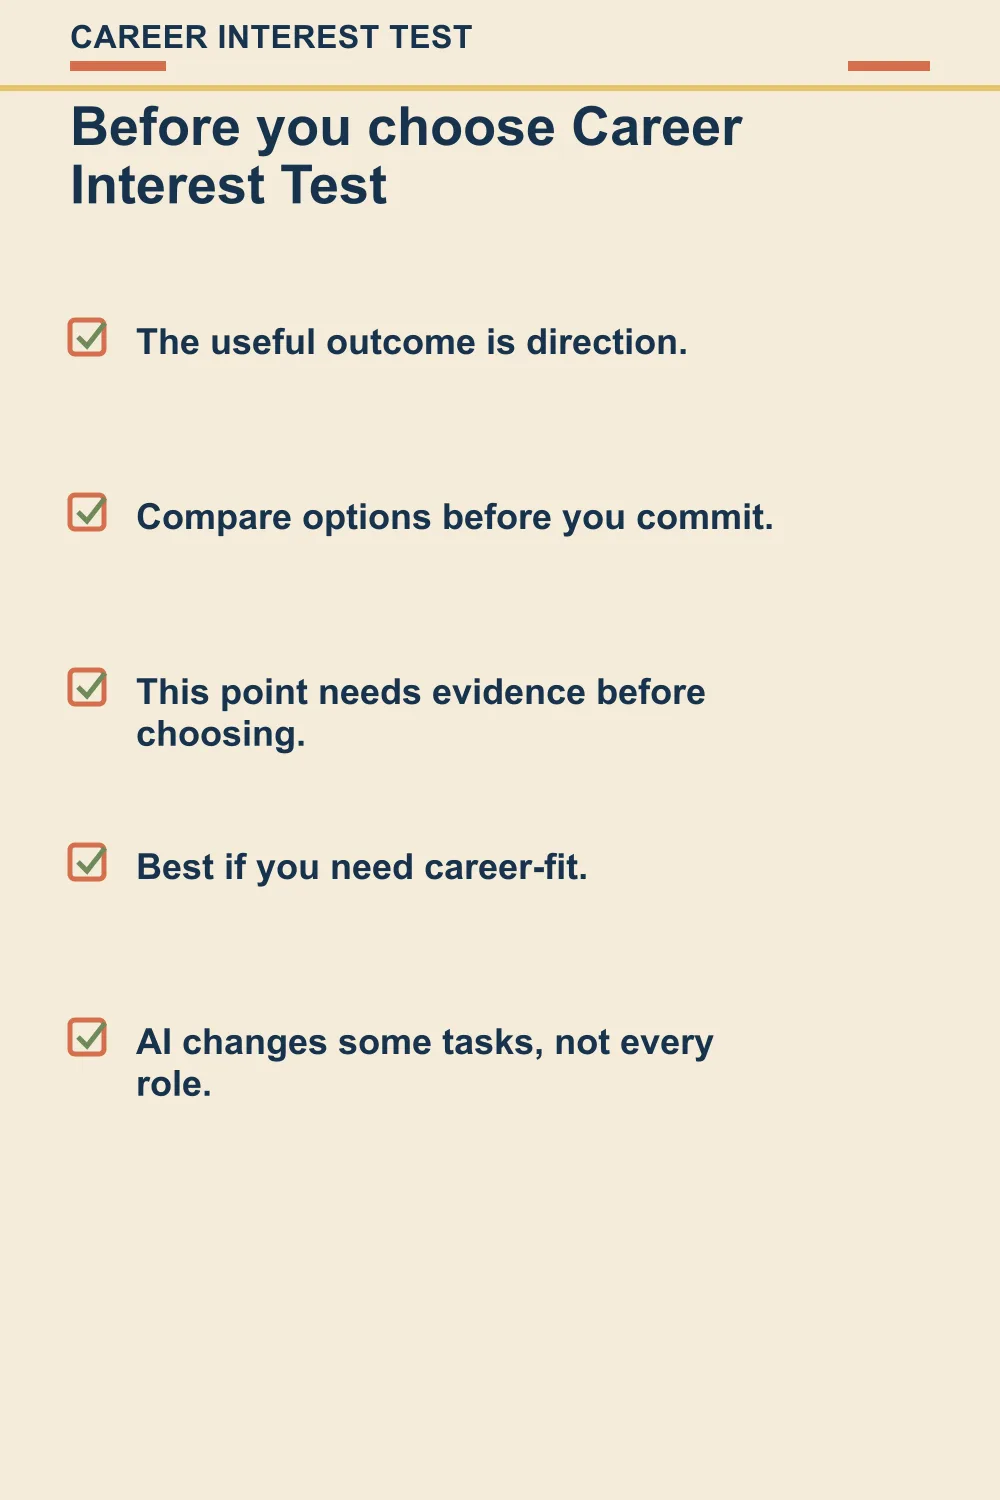 CAREER INTEREST TEST
Before you choose Career
Interest Test
The useful outcome is direction.
Compare options before you commit.
This point needs evidence before
choosing.
Best if you need career-fit.
AI changes some tasks, not every
role.